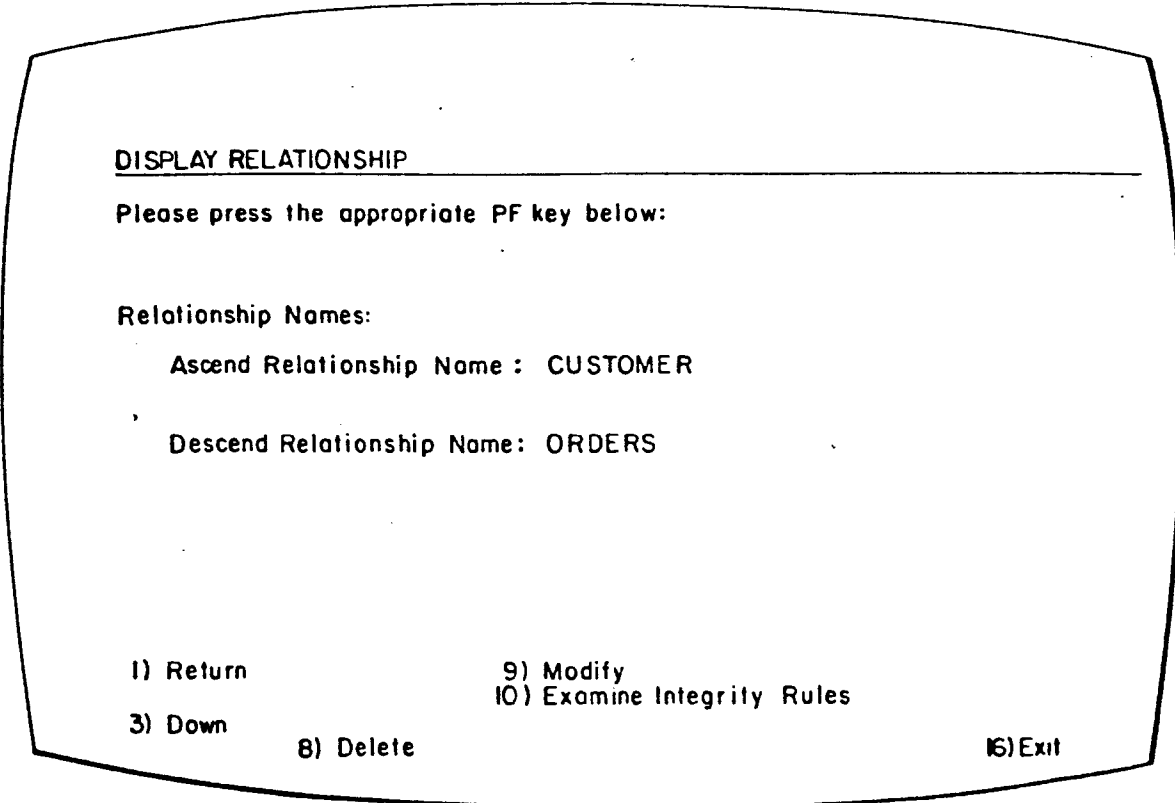 DISPLAY RELATIONSHIP
Please press the appropriate PF key below:
Relationship Names:
Ascend Relationship Name : CUSTOMER
Descend Relationship Name: ORDERS
1) Return 9) Modify
10) Examine Integrity Rules
3) Down
8) Delete 16) Exit